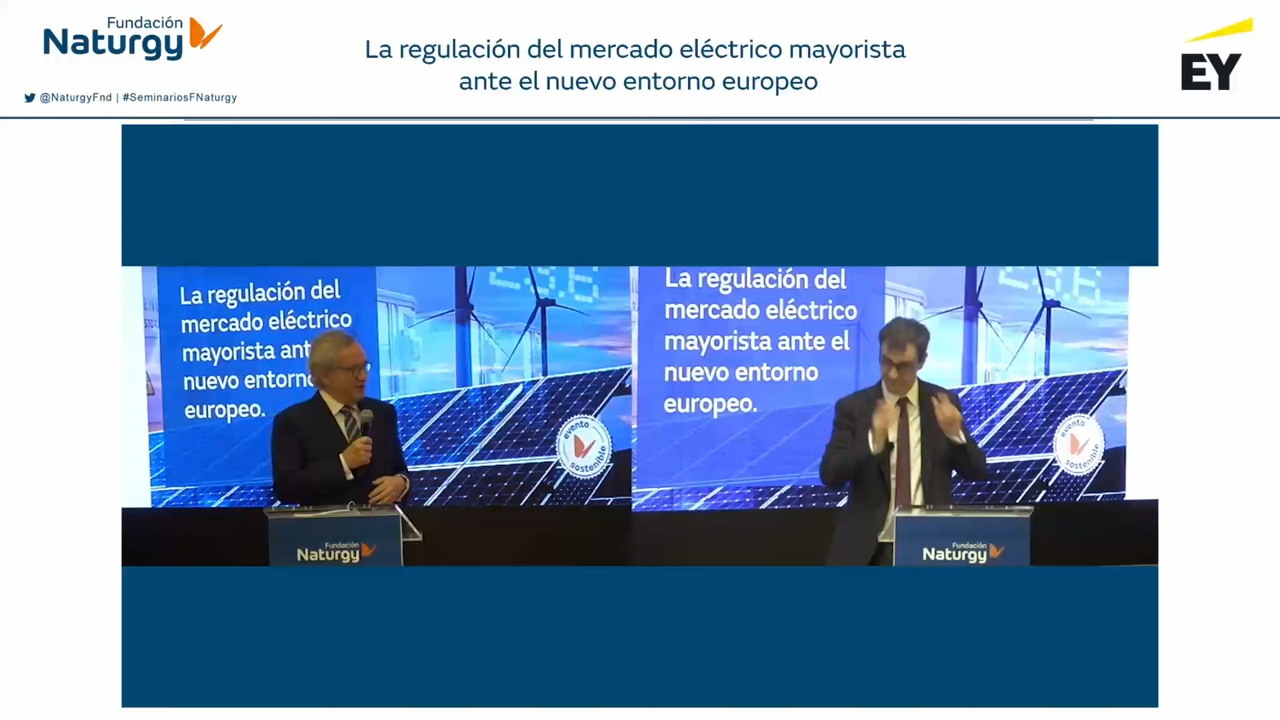 Fundación
Naturgy
@NaturgyFnd | #SeminariosFNaturgy
La regulación del mercado eléctrico mayorista
ante el nuevo entorno europeo
EY
La regulación del
mercado eléctrico
mayorista ant
nuevo entorno
europeo.
evento
sostenible
Fundación
Naturgy
La regulación del
mercado eléctrico
mayorista ante el
nuevo entorno
europeo.
evento
sostenible
Fundación
Naturgy